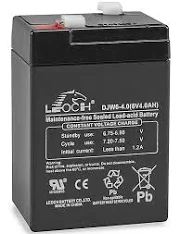 LEOCH
DJW6-4.0(6V4.0AH)
Maintenance-free Sealed Lead-acid Battery
CONSTANT VOLTAGE CHARGE
Standby use: 6.75-6.90 V
Cycle use: 7.20-7.50 V
Initial current: Less than 1.2A
Pb